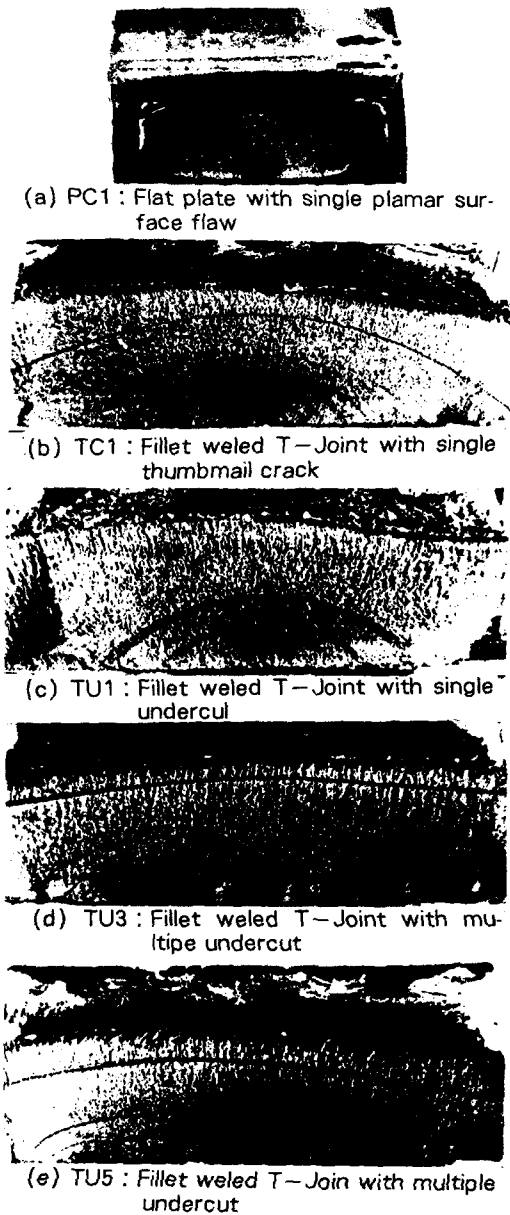 (a) PC1 : Flat plate with single plamar sur-
face flaw
(b) TC1 : Fillet weled T-Joint with single
thumbmail crack
(c) TU1 : Fillet weled T-Joint with single
undercul
(d) TU3 : Fillet weled T-Joint with mu-
ltipe undercut
(e) TU5 : Fillet weled T-Join with multiple
undercut